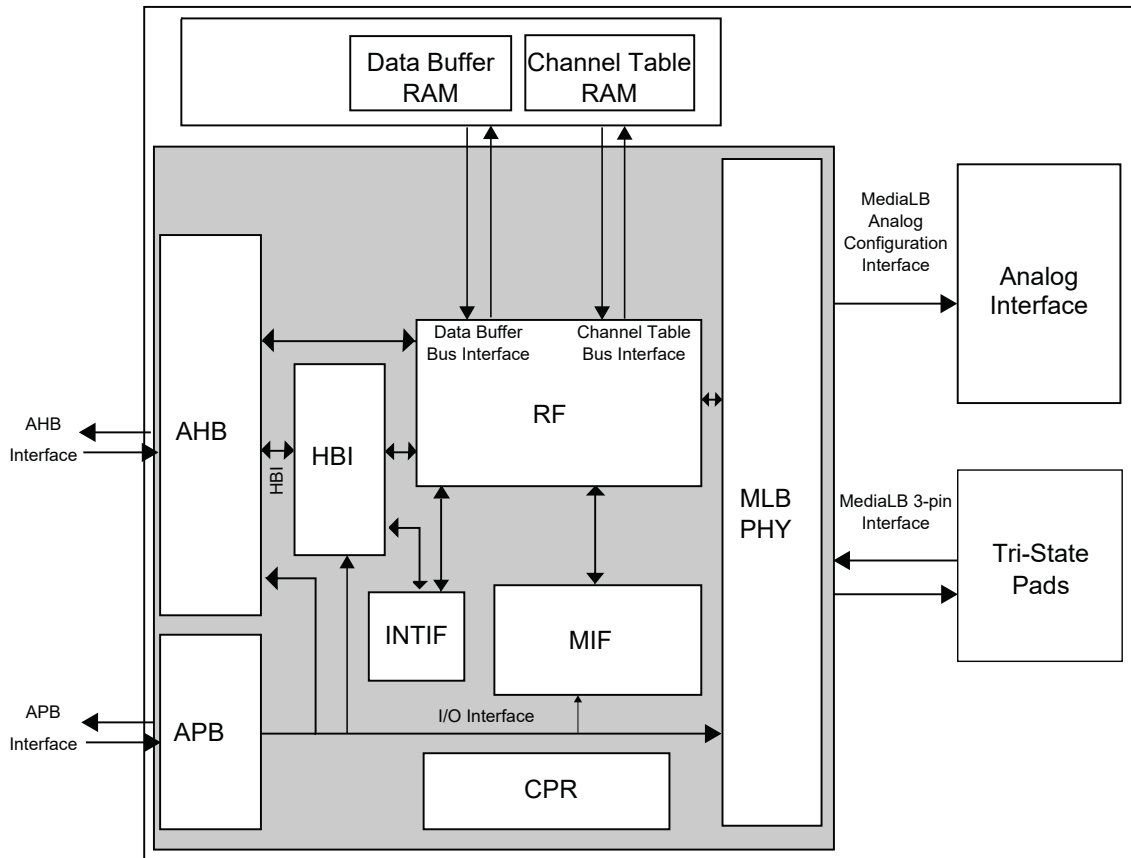 Data Buffer
RAM
Channel Table
RAM
MediaLB
Analog
Configuration
Interface
Analog
Interface
Data Buffer
Bus Interface
Channel Table
Bus Interface
RF
AHB
Interface
AHB
HBI
HBI
MLB
PHY
MediaLB 3-pin
Interface
Tri-State
Pads
INTIF
MIF
I/O Interface
APB
Interface
APB
CPR